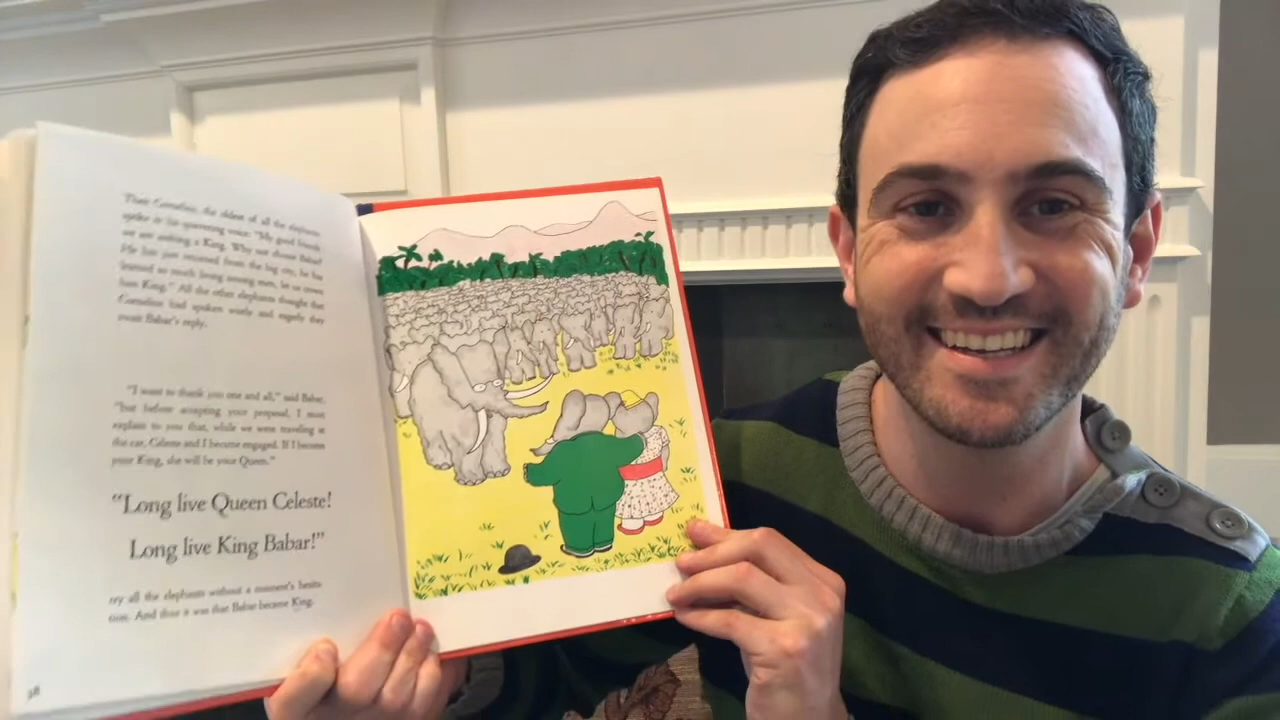 Then Cornelius, the oldest of all the elephants
spoke in his quavering voice: "My good friends
we are seeking a King. Why not choose Babar?
He has just returned from the big city, he has
learned so much living among men, let us crown
him King." All the other elephants thought that
Cornelius had spoken wisely and eagerly they
await Babar's reply.
"I want to thank you one and all," said Babar,
"but before accepting your proposal, I must
explain to you that, while we were traveling in
the car, Celeste and I became engaged. If I become
your King, she will be your Queen."
"Long live Queen Celeste!
Long live King Babar!"
cry all the elephants without a moment's hesita-
tion. And thus it was that Babar became King.
38